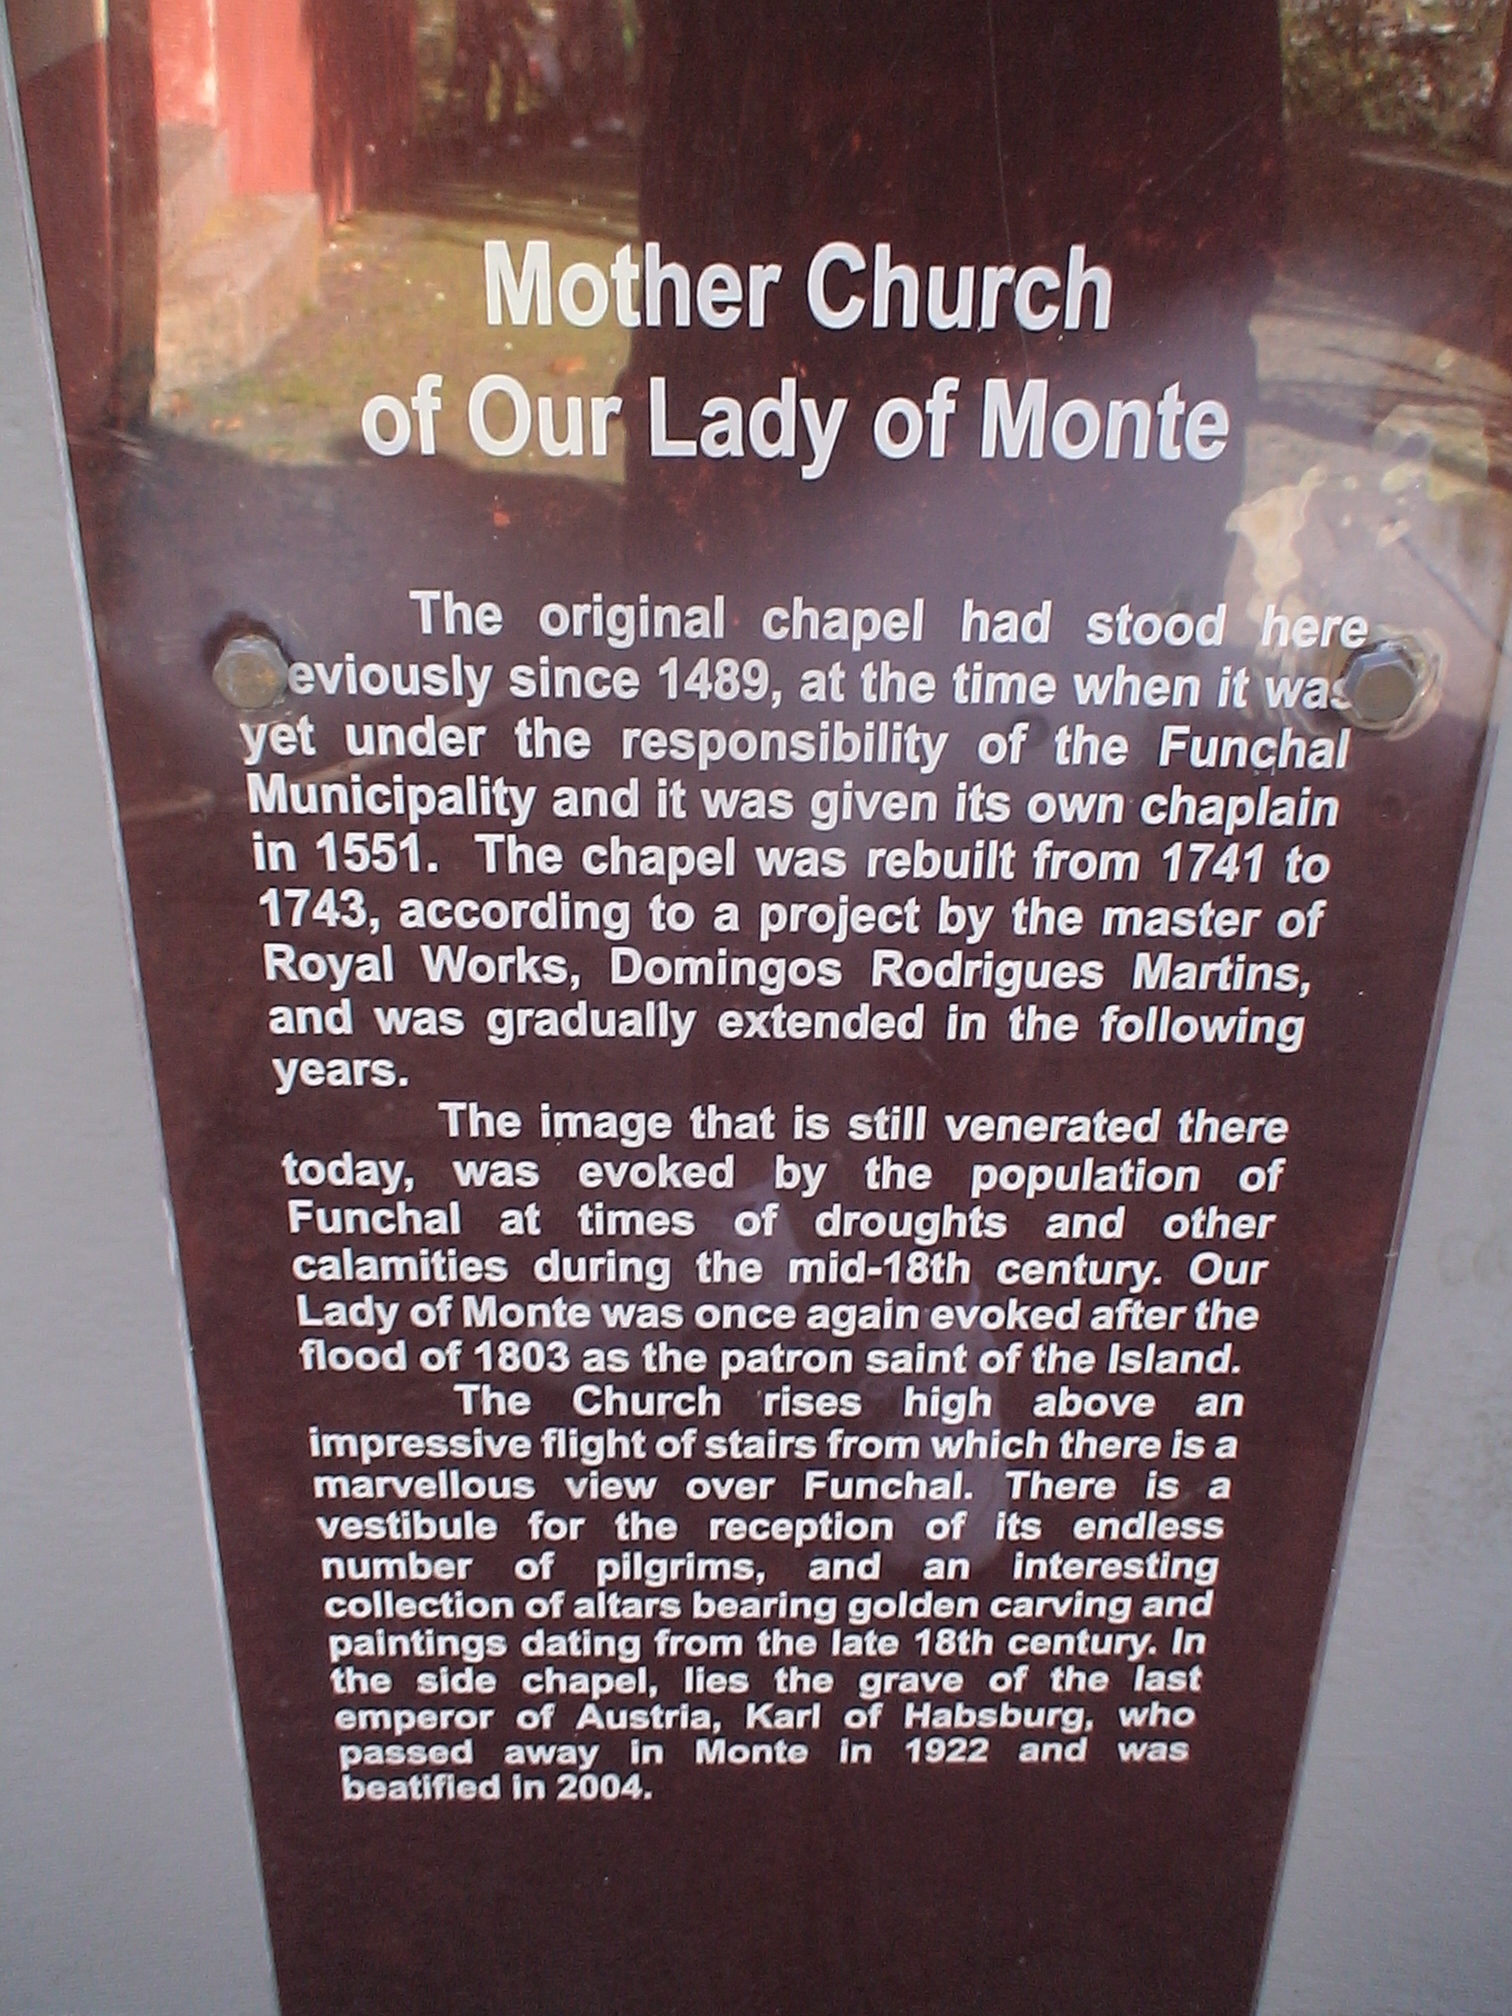 Mother Church
of Our Lady of Monte
The original chapel had stood here
eviously since 1489, at the time when it was
yet under the responsibility of the Funchal
Municipality and it was given its own chaplain
in 1551. The chapel was rebuilt from 1741 to
1743, according to a project by the master of
Royal Works, Domingos Rodrigues Martins,
and was gradually extended in the following
years.
The image that is still venerated there
today, was evoked by the population of
Funchal at times of droughts and other
calamities during the mid-18th century. Our
Lady of Monte was once again evoked after the
flood of 1803 as the patron saint of the Island.
The Church rises high above an
impressive flight of stairs from which there is a
marvellous view over Funchal. There is a
vestibule for the reception of its endless
number of pilgrims, and an interesting
collection of altars bearing golden carving and
paintings dating from the late 18th century. In
the side chapel, lies the grave of the last
emperor of Austria, Karl of Habsburg, who
passed away in Monte in 1922 and was
beatified in 2004.